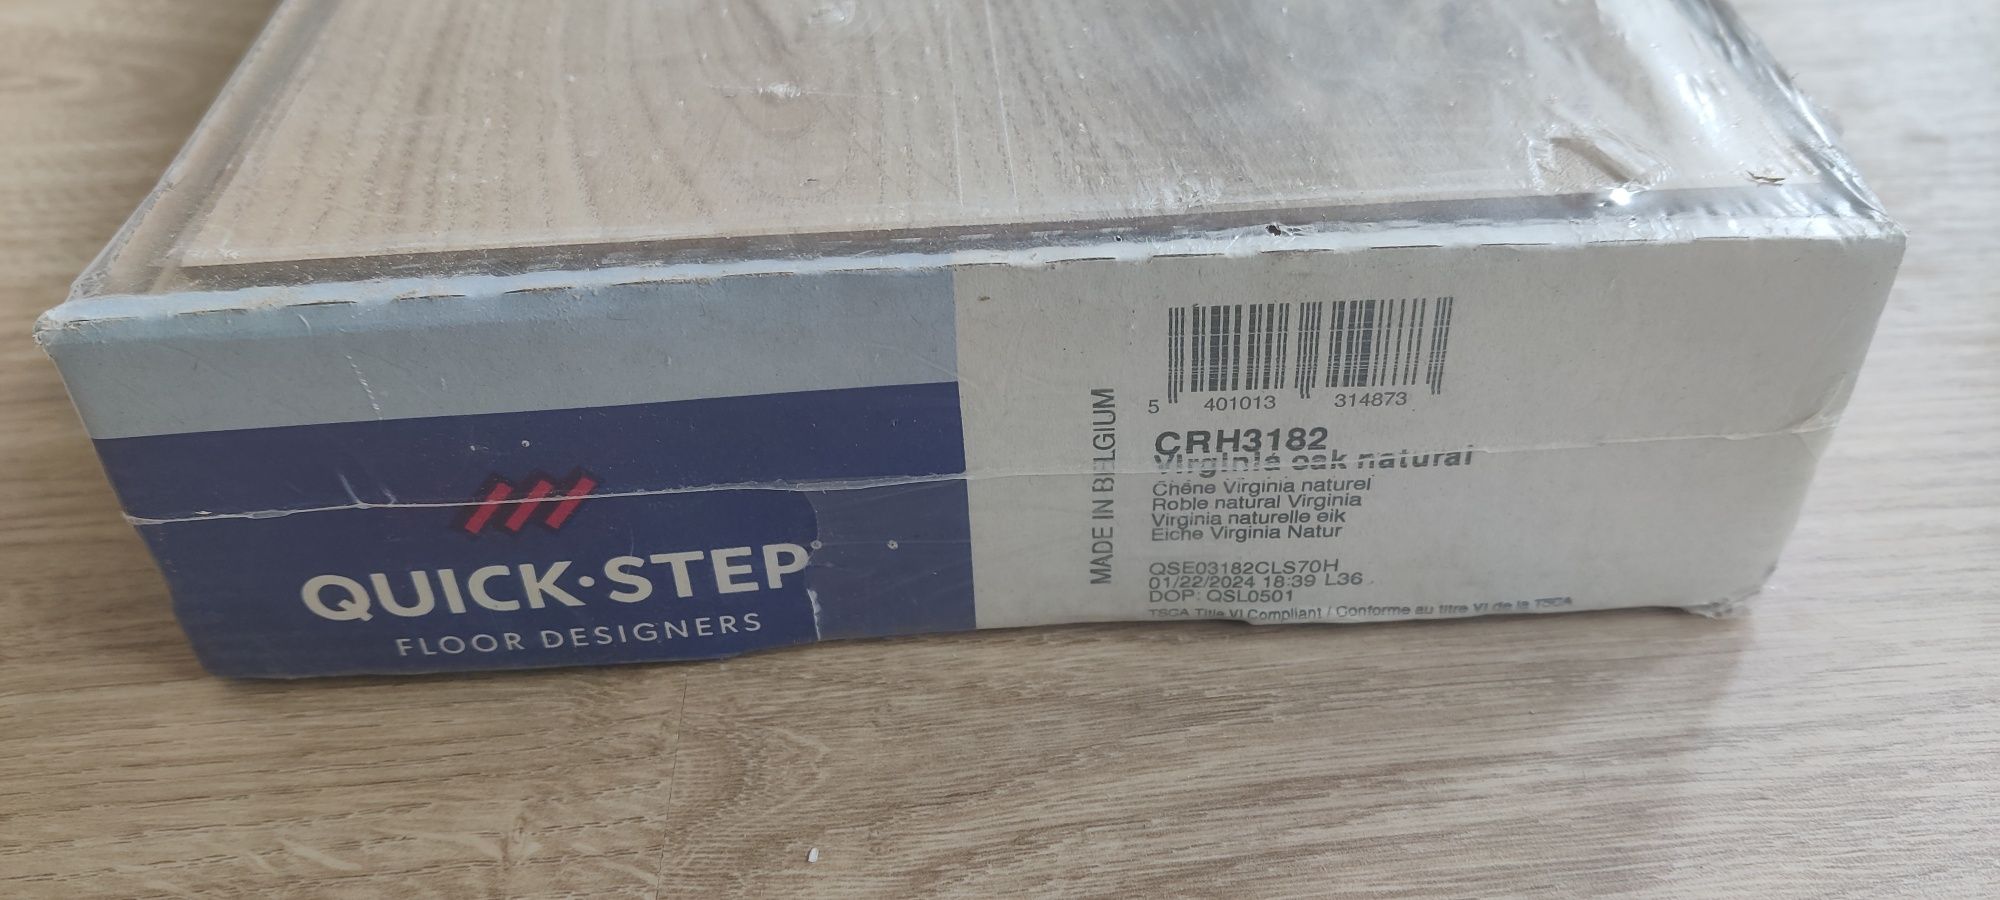 QUICK·STEP
FLOOR DESIGNERS
MADE IN BELGIUM
5 401013 314873
CRH3182
Virginia oak natural
Chêne Virginia naturel
Roble natural Virginia
Virginia naturelle eik
Eiche Virginia Natur
QSE03182CLS70H
01/22/2024 18:39 L36
DOP: QSL0501
TSCA Title VI Compliant / Conforme au titre VI de la TSCA